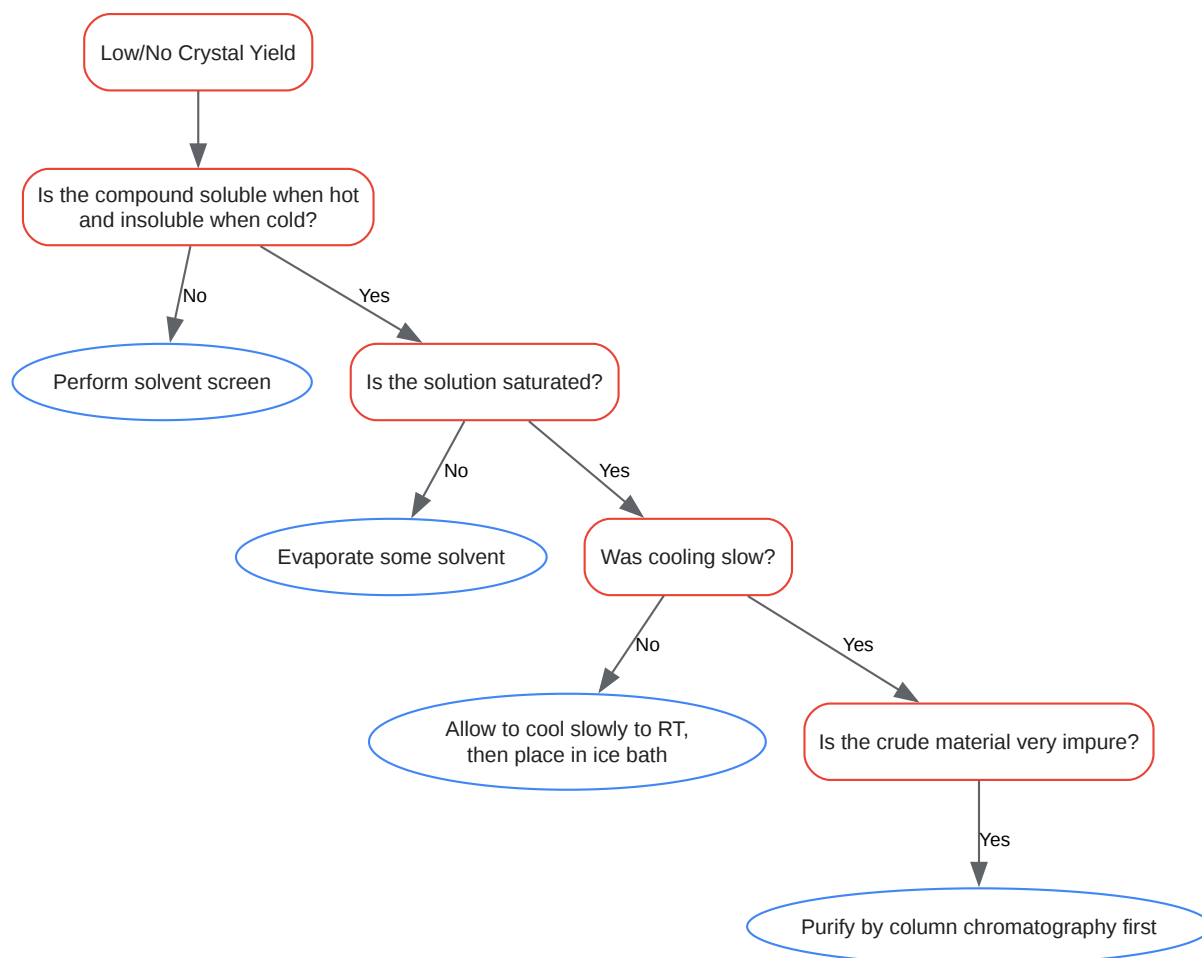 Low/No Crystal Yield
Is the compound soluble when hot
and insoluble when cold?
No
Yes
Perform solvent screen
Is the solution saturated?
No
Yes
Evaporate some solvent
Was cooling slow?
No
Yes
Allow to cool slowly to RT,
then place in ice bath
Is the crude material very impure?
Yes
Purify by column chromatography first